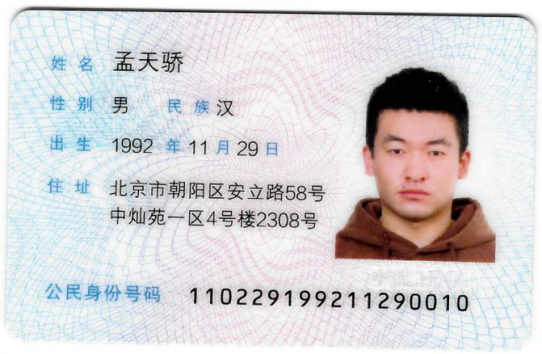 姓名 孟天骄
性别 男 民族 汉
出生 1992 年 11 月 29 日
住址 北京市朝阳区安立路58号
中灿苑一区4号楼2308号
公民身份号码 110229199211290010